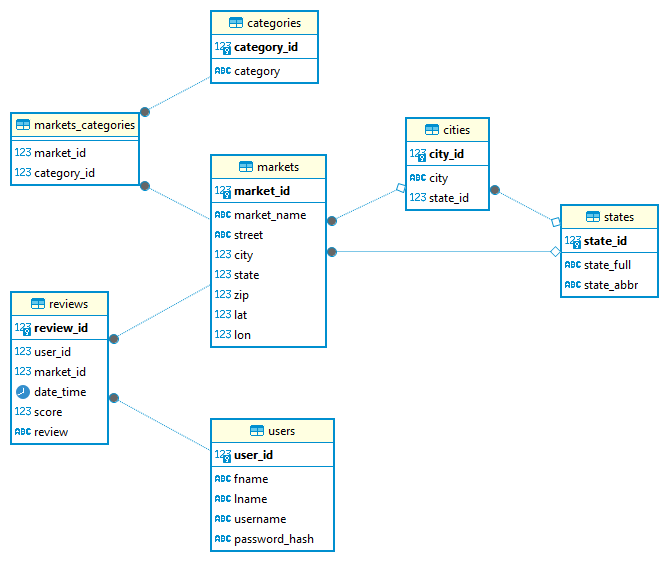 categories
123 category_id
ABC category
markets_categories
123 market_id
123 category_id
cities
123 city_id
ABC city
123 state_id
markets
123 market_id
ABC market_name
ABC street
123 city
123 state
123 zip
123 lat
123 lon
states
123 state_id
ABC state_full
ABC state_abbr
reviews
123 review_id
123 user_id
123 market_id
date_time
123 score
ABC review
users
123 user_id
ABC fname
ABC lname
ABC username
ABC password_hash